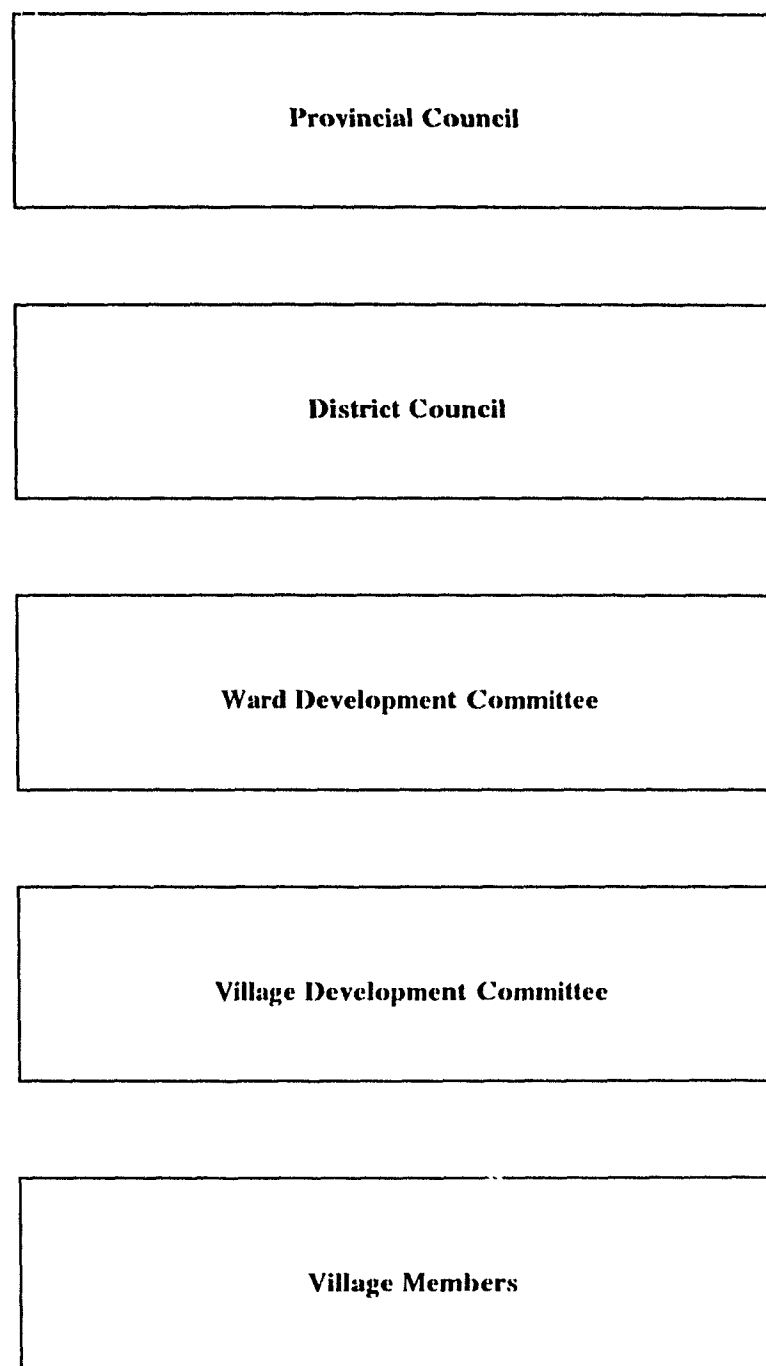 Provincial Council
District Council
Ward Development Committee
Village Development Committee
Village Members